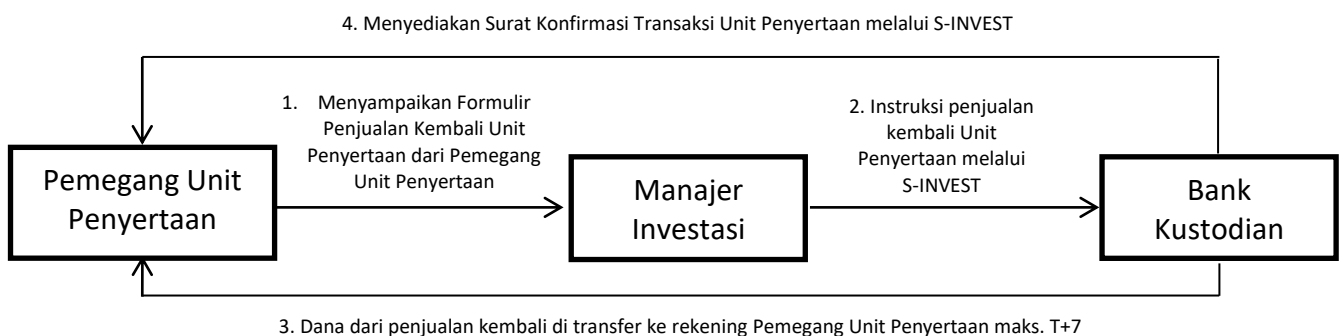 4. Menyediakan Surat Konfirmasi Transaksi Unit Penyertaan melalui S-INVEST
1. Menyampaikan Formulir
Penjualan Kembali Unit
Penyertaan dari Pemegang
Unit Penyertaan
2. Instruksi penjualan
kembali Unit
Penyertaan melalui
S-INVEST
Pemegang Unit
Penyertaan
Manajer
Investasi
Bank
Kustodian
3. Dana dari penjualan kembali di transfer ke rekening Pemegang Unit Penyertaan maks. T+7